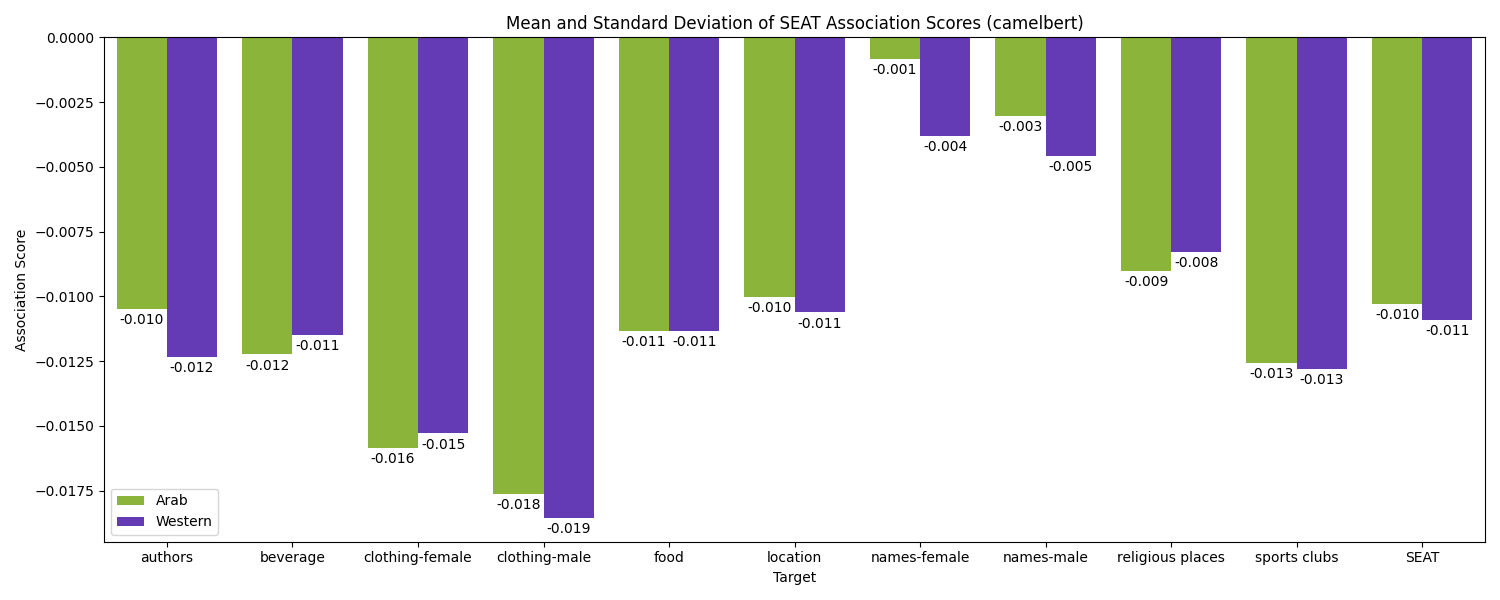 Mean and Standard Deviation of SEAT Association Scores (camelbert)
0.0000
−0.0025
−0.0050
−0.0075
−0.0100
−0.0125
−0.0150
−0.0175
Association Score
-0.010
-0.012
-0.012
-0.011
-0.016
-0.015
-0.018
-0.019
-0.011
-0.011
-0.010
-0.011
-0.001
-0.004
-0.003
-0.005
-0.009
-0.008
-0.013
-0.013
-0.010
-0.011
Arab
Western
authors
beverage
clothing-female
clothing-male
food
location
names-female
names-male
religious places
sports clubs
SEAT
Target